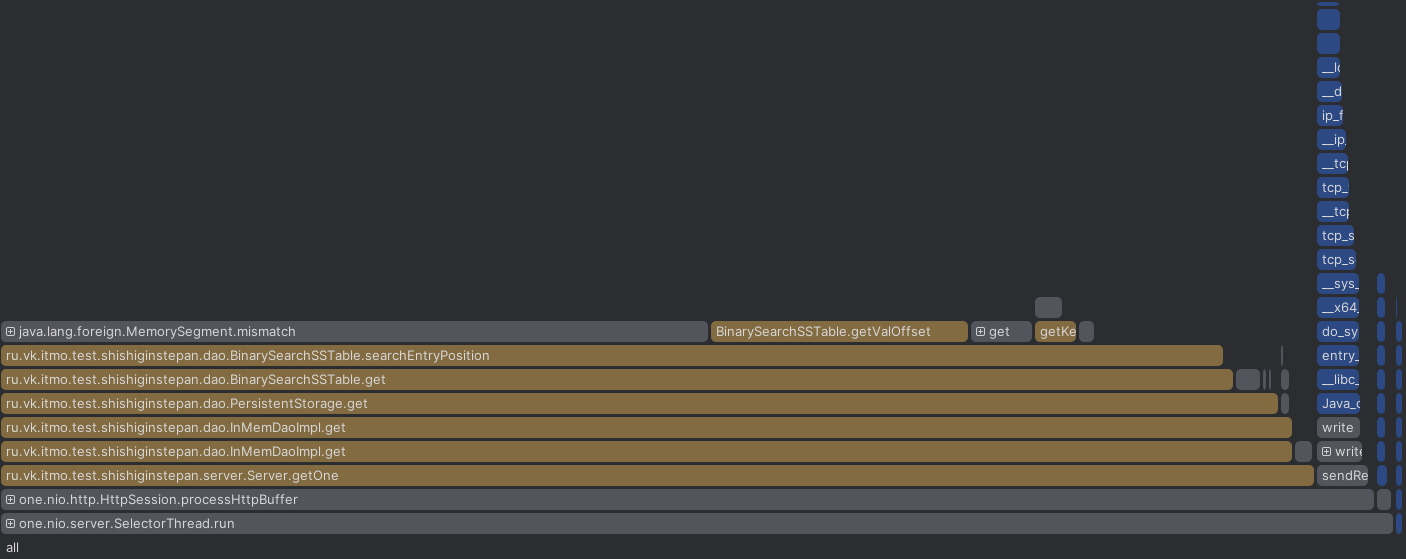 __lo
__d
ip_f
__ip_
__tcp
tcp_
__tcp
tcp_s
tcp_s
__sys_
__x64_
java.lang.foreign.MemorySegment.mismatch BinarySearchSSTable.getValOffset get getKe do_sy
ru.vk.itmo.test.shishiginstepan.dao.BinarySearchSSTable.searchEntryPosition entry_
ru.vk.itmo.test.shishiginstepan.dao.BinarySearchSSTable.get __libc_
ru.vk.itmo.test.shishiginstepan.dao.PersistentStorage.get Java_o
ru.vk.itmo.test.shishiginstepan.dao.InMemDaoImpl.get write
ru.vk.itmo.test.shishiginstepan.dao.InMemDaoImpl.get write
ru.vk.itmo.test.shishiginstepan.server.Server.getOne sendRe
one.nio.http.HttpSession.processHttpBuffer
one.nio.server.SelectorThread.run
all